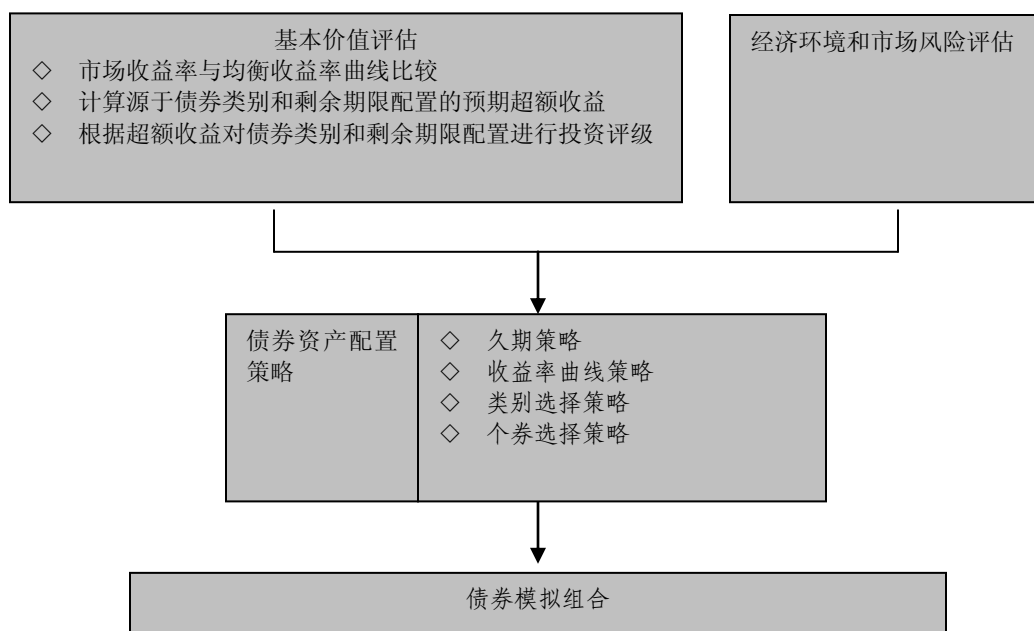 基本价值评估
◇ 市场收益率与均衡收益率曲线比较
◇ 计算源于债券类别和剩余期限配置的预期超额收益
◇ 根据超额收益对债券类别和剩余期限配置进行投资评级
经济环境和市场风险评估
债券资产配置
策略
◇ 久期策略
◇ 收益率曲线策略
◇ 类别选择策略
◇ 个券选择策略
债券模拟组合